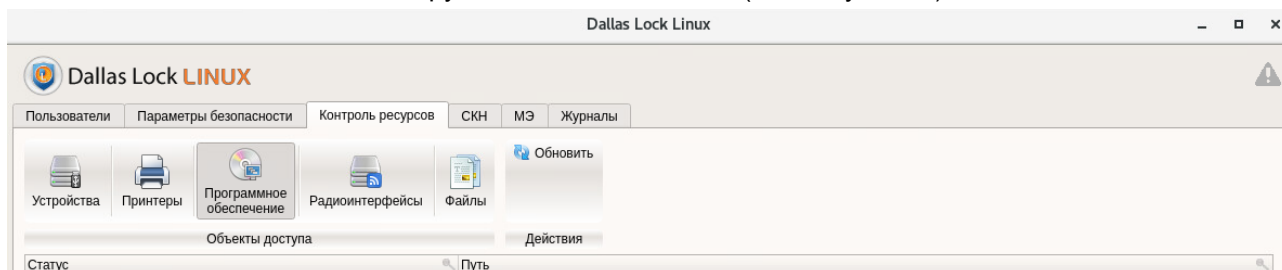 Dallas Lock Linux
Dallas Lock LINUX
Пользователи Параметры безопасности Контроль ресурсов СКН МЭ Журналы
Обновить
Устройства Принтеры Программное обеспечение Радиоинтерфейсы Файлы
Объекты доступа Действия
Статус Путь